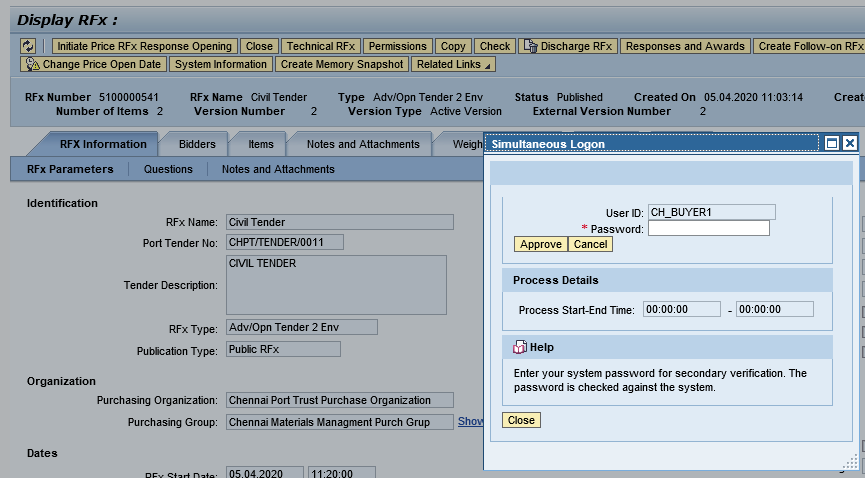 Display RFx :
Initiate Price RFx Response Opening Close Technical RFx Permissions Copy Check Discharge RFx Responses and Awards Create Follow-on RFx
Change Price Open Date System Information Create Memory Snapshot Related Links
RFx Number 5100000541 RFx Name Civil Tender Type Adv/Opn Tender 2 Env Status Published Created On 05.04.2020 11:03:14
Number of Items 2 Version Number 2 Version Type Active Version External Version Number 2
RFX Information Bidders Items Notes and Attachments
RFx Parameters Questions Notes and Attachments
Identification
RFx Name: Civil Tender
Port Tender No: CHPT/TENDER/0011
Tender Description: CIVIL TENDER
RFx Type: Adv/Opn Tender 2 Env
Publication Type: Public RFx
Organization
Purchasing Organization: Chennai Port Trust Purchase Organization
Purchasing Group: Chennai Materials Managment Purch Grup Show
Dates
RFx Start Date: 05.04.2020 11:20:00
Simultaneous Logon
User ID: CH_BUYER1
* Password:
Approve Cancel
Process Details
Process Start-End Time: 00:00:00 - 00:00:00
Help
Enter your system password for secondary verification. The
password is checked against the system.
Close